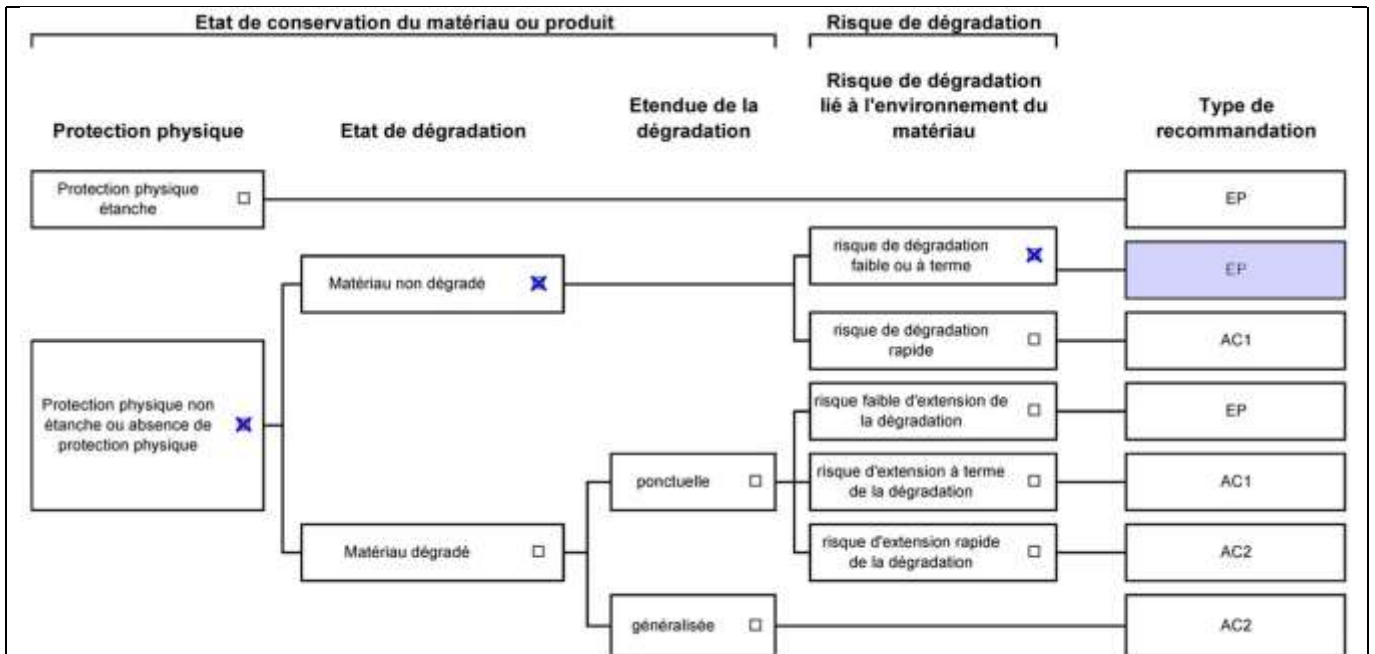 Etat de conservation du matériau ou produit
Risque de dégradation
Protection physique
Etat de dégradation
Etendue de la
dégradation
Risque de dégradation
lié à l'environnement du
matériau
Type de
recommandation
Protection physique
étanche
EP
risque de dégradation
faible ou à terme
EP
Matériau non dégradé
risque de dégradation
rapide
AC1
Protection physique non
étanche ou absence de
protection physique
risque faible d'extension de
la dégradation
EP
ponctuelle
risque d'extension à terme
de la dégradation
AC1
Matériau dégradé
risque d'extension rapide
de la dégradation
AC2
généralisée
AC2